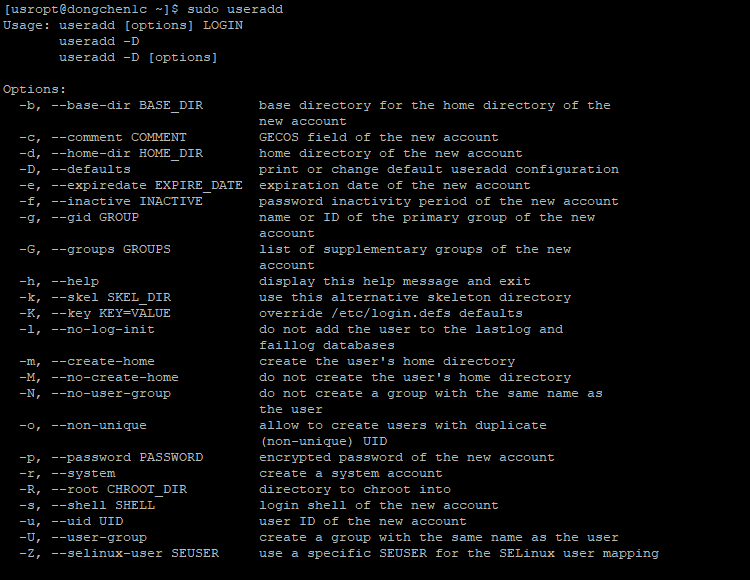 [usropt@dongchenlc ~]$ sudo useradd
Usage: useradd [options] LOGIN
       useradd -D
       useradd -D [options]

Options:
  -b, --base-dir BASE_DIR       base directory for the home directory of the
                                new account
  -c, --comment COMMENT         GECOS field of the new account
  -d, --home-dir HOME_DIR       home directory of the new account
  -D, --defaults                print or change default useradd configuration
  -e, --expiredate EXPIRE_DATE  expiration date of the new account
  -f, --inactive INACTIVE       password inactivity period of the new account
  -g, --gid GROUP               name or ID of the primary group of the new
                                account
  -G, --groups GROUPS           list of supplementary groups of the new
                                account
  -h, --help                    display this help message and exit
  -k, --skel SKEL_DIR           use this alternative skeleton directory
  -K, --key KEY=VALUE           override /etc/login.defs defaults
  -l, --no-log-init             do not add the user to the lastlog and
                                faillog databases
  -m, --create-home             create the user's home directory
  -M, --no-create-home          do not create the user's home directory
  -N, --no-user-group           do not create a group with the same name as
                                the user
  -o, --non-unique              allow to create users with duplicate
                                (non-unique) UID
  -p, --password PASSWORD       encrypted password of the new account
  -r, --system                  create a system account
  -R, --root CHROOT_DIR         directory to chroot into
  -s, --shell SHELL             login shell of the new account
  -u, --uid UID                 user ID of the new account
  -U, --user-group              create a group with the same name as the user
  -Z, --selinux-user SEUSER     use a specific SEUSER for the SELinux user mapping